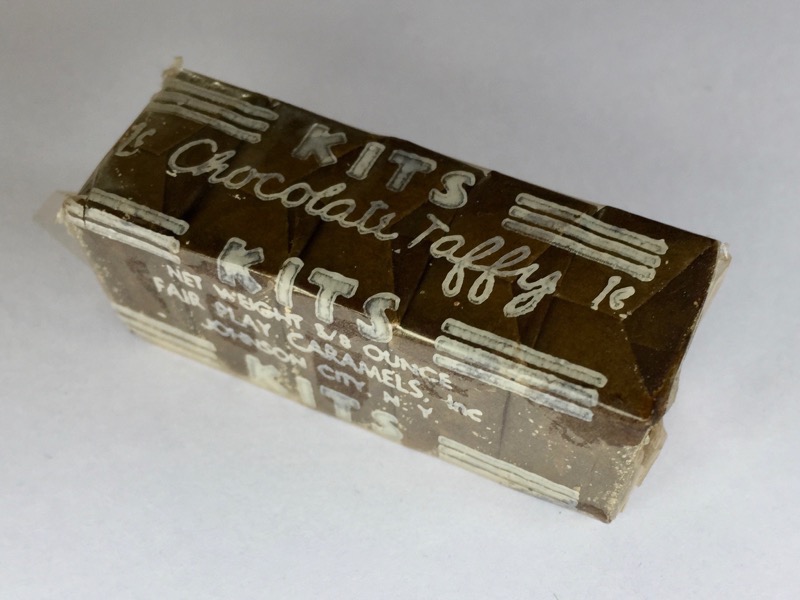 KITS
1¢ Chocolate Taffy 1¢
KITS
NET WEIGHT 5/8 OUNCE
FAIR PLAY CARAMELS, Inc
JOHNSON CITY, N Y
KITS